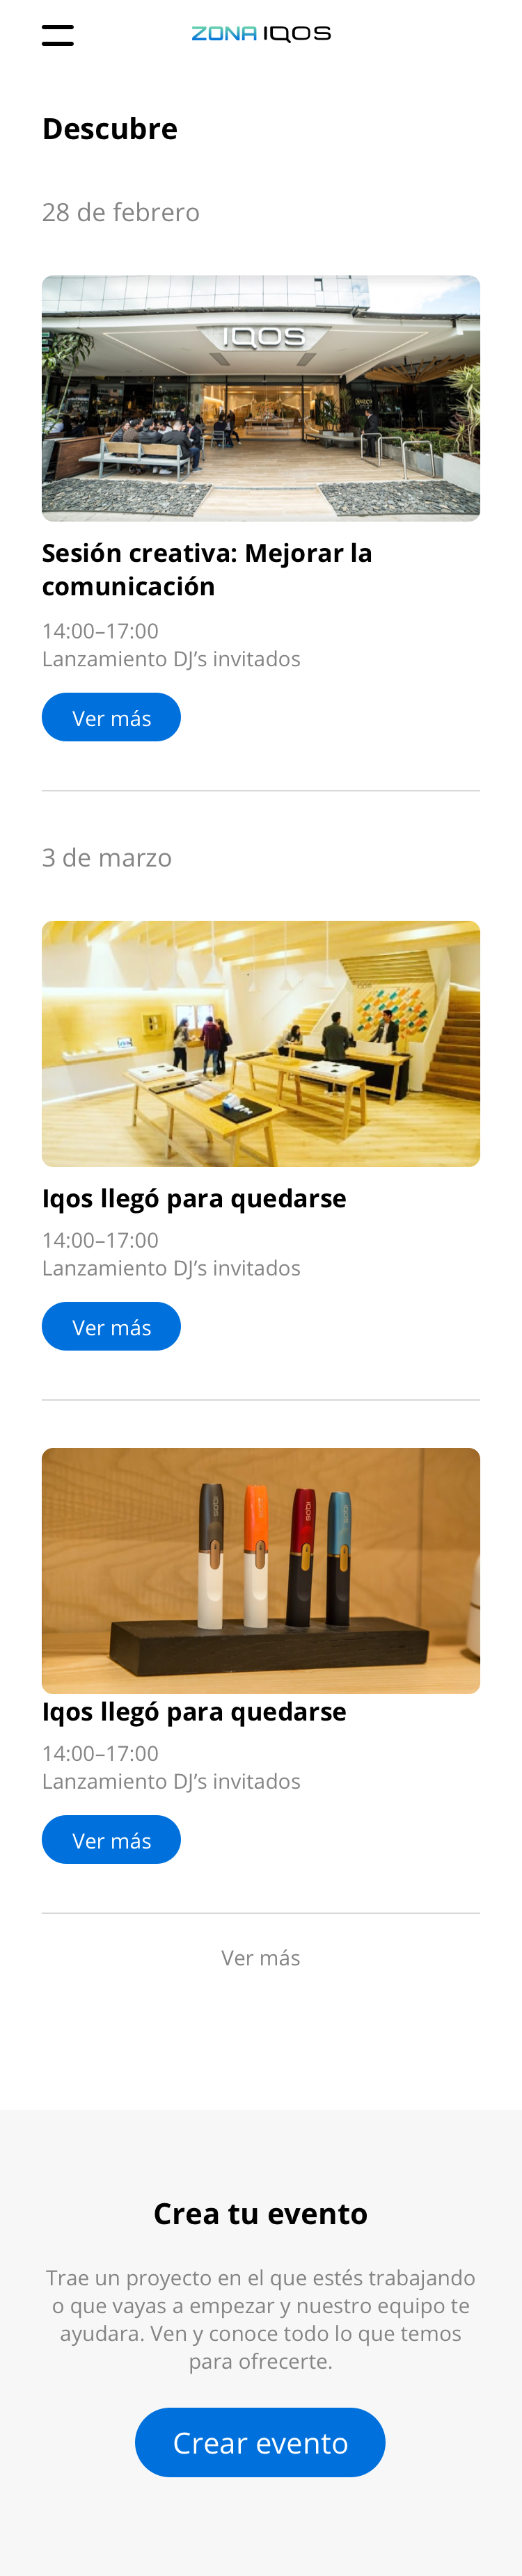 ZONA IQOS
Descubre
28 de febrero
IQOS
Sesión creativa: Mejorar la
comunicación
14:00–17:00
Lanzamiento DJ’s invitados
Ver más
3 de marzo
Iqos llegó para quedarse
14:00–17:00
Lanzamiento DJ’s invitados
Ver más
IQOS
IQOS
Iqos llegó para quedarse
14:00–17:00
Lanzamiento DJ’s invitados
Ver más
Ver más
Crea tu evento
Trae un proyecto en el que estés trabajando
o que vayas a empezar y nuestro equipo te
ayudara. Ven y conoce todo lo que temos
para ofrecerte.
Crear evento